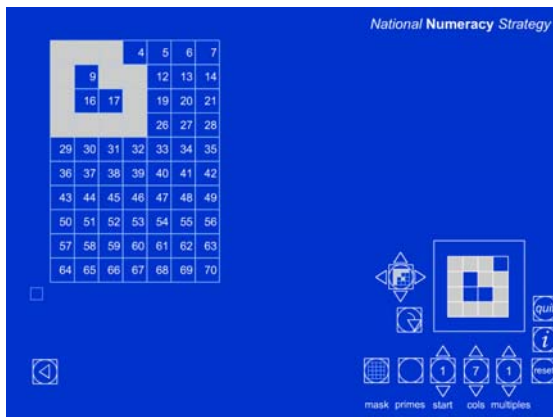 National Numeracy Strategy
4 5 6 7
9 12 13 14
16 17 19 20 21
26 27 28
29 30 31 32 33 34 35
36 37 38 39 40 41 42
43 44 45 46 47 48 49
50 51 52 53 54 55 56
57 58 59 60 61 62 63
64 65 66 67 68 69 70
quit
i
1 7 1 reset
mask primes start cols multiples